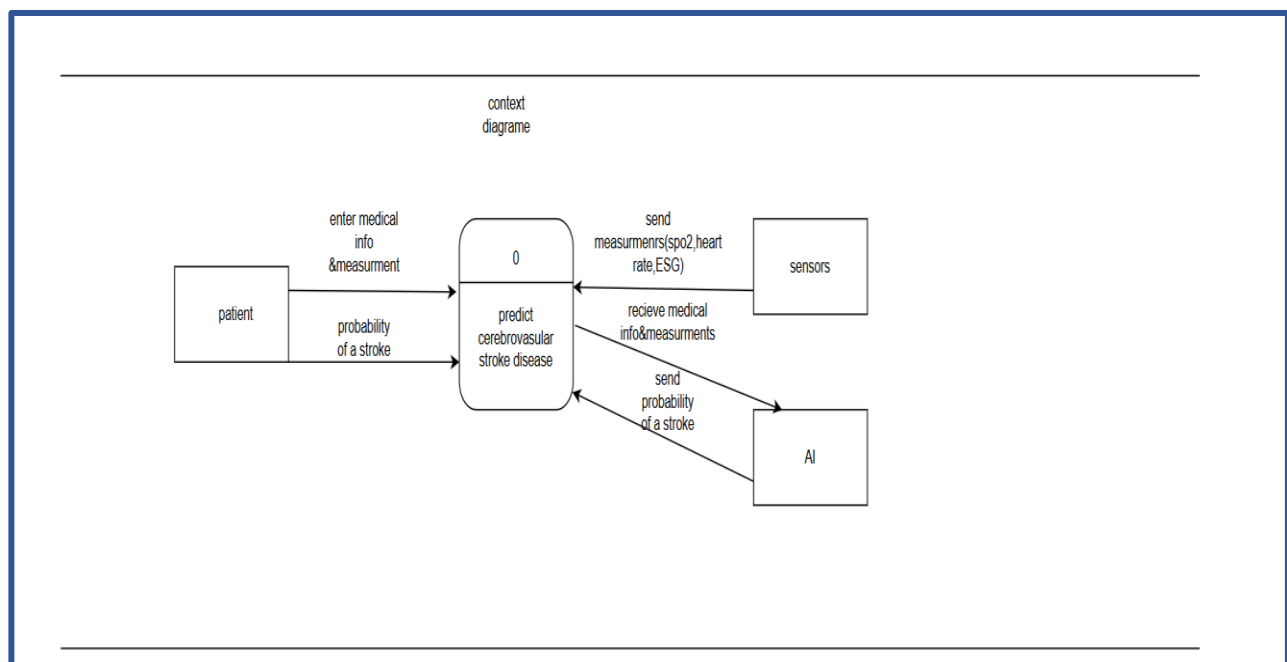 context
diagrame
enter medical
info
&measurment
patient
probability
of a stroke
0
predict
cerebrovasular
stroke disease
send
measurmenrs(spo2,heart
rate,ESG)
sensors
recieve medical
info&measurments
send
probability
of a stroke
AI